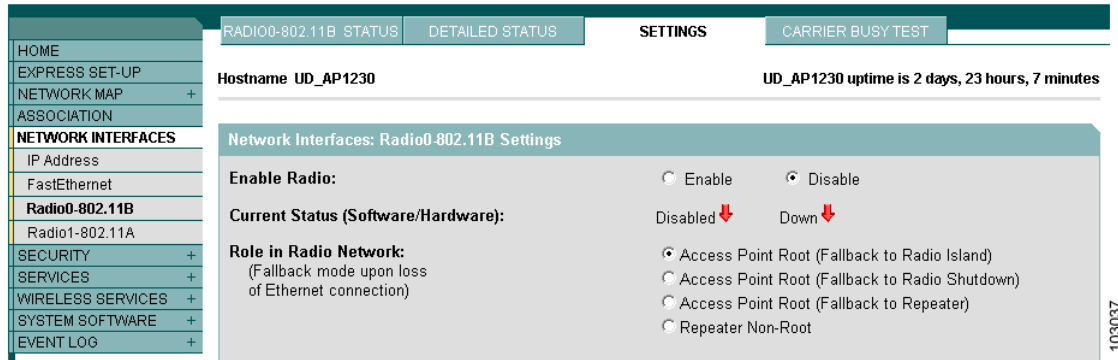 RADIO0-802.11B STATUS DETAILED STATUS SETTINGS CARRIER BUSY TEST
HOME
EXPRESS SET-UP
NETWORK MAP +
ASSOCIATION
NETWORK INTERFACES
IP Address
FastEthernet
Radio0-802.11B
Radio1-802.11A
SECURITY +
SERVICES +
WIRELESS SERVICES +
SYSTEM SOFTWARE +
EVENT LOG +
Hostname UD_AP1230 UD_AP1230 uptime is 2 days, 23 hours, 7 minutes
Network Interfaces: Radio0-802.11B Settings
Enable Radio: Enable Disable
Current Status (Software/Hardware): Disabled Down
Role in Radio Network:
(Fallback mode upon loss
of Ethernet connection)
Access Point Root (Fallback to Radio Island)
Access Point Root (Fallback to Radio Shutdown)
Access Point Root (Fallback to Repeater)
Repeater Non-Root
103037